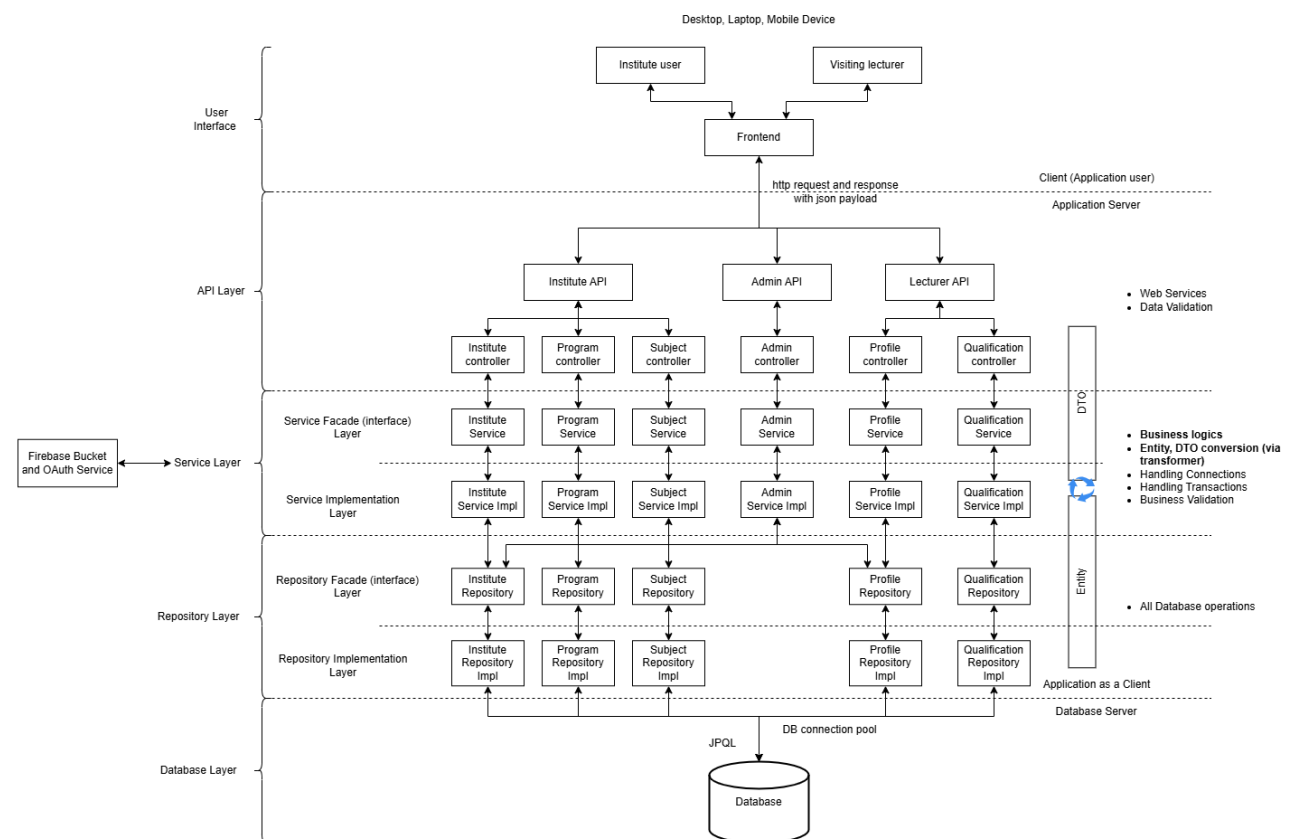 Desktop, Laptop, Mobile Device
Institute user
Visiting lecturer
User
Interface
Frontend
Client (Application user)
http request and response
with json payload
Application Server
API Layer
Institute API
Admin API
Lecturer API
Web Services
Data Validation
Institute
controller
Program
controller
Subject
controller
Admin
controller
Profile
controller
Qualification
controller
DTO
Service Facade (interface)
Layer
Institute
Service
Program
Service
Subject
Service
Admin
Service
Profile
Service
Qualification
Service
Firebase Bucket
and OAuth Service
Service Layer
Business logics
Entity, DTO conversion (via
transformer)
Handling Connections
Handling Transactions
Business Validation
Service Implementation
Layer
Institute
Service Impl
Program
Service Impl
Subject
Service Impl
Admin
Service Impl
Profile
Service Impl
Qualification
Service Impl
Repository Facade (interface)
Layer
Institute
Repository
Program
Repository
Subject
Repository
Profile
Repository
Qualification
Repository
Entity
All Database operations
Repository Layer
Repository Implementation
Layer
Institute
Repository
Impl
Program
Repository
Impl
Subject
Repository
Impl
Profile
Repository
Impl
Qualification
Repository
Impl
Application as a Client
Database Server
DB connection pool
JPQL
Database Layer
Database